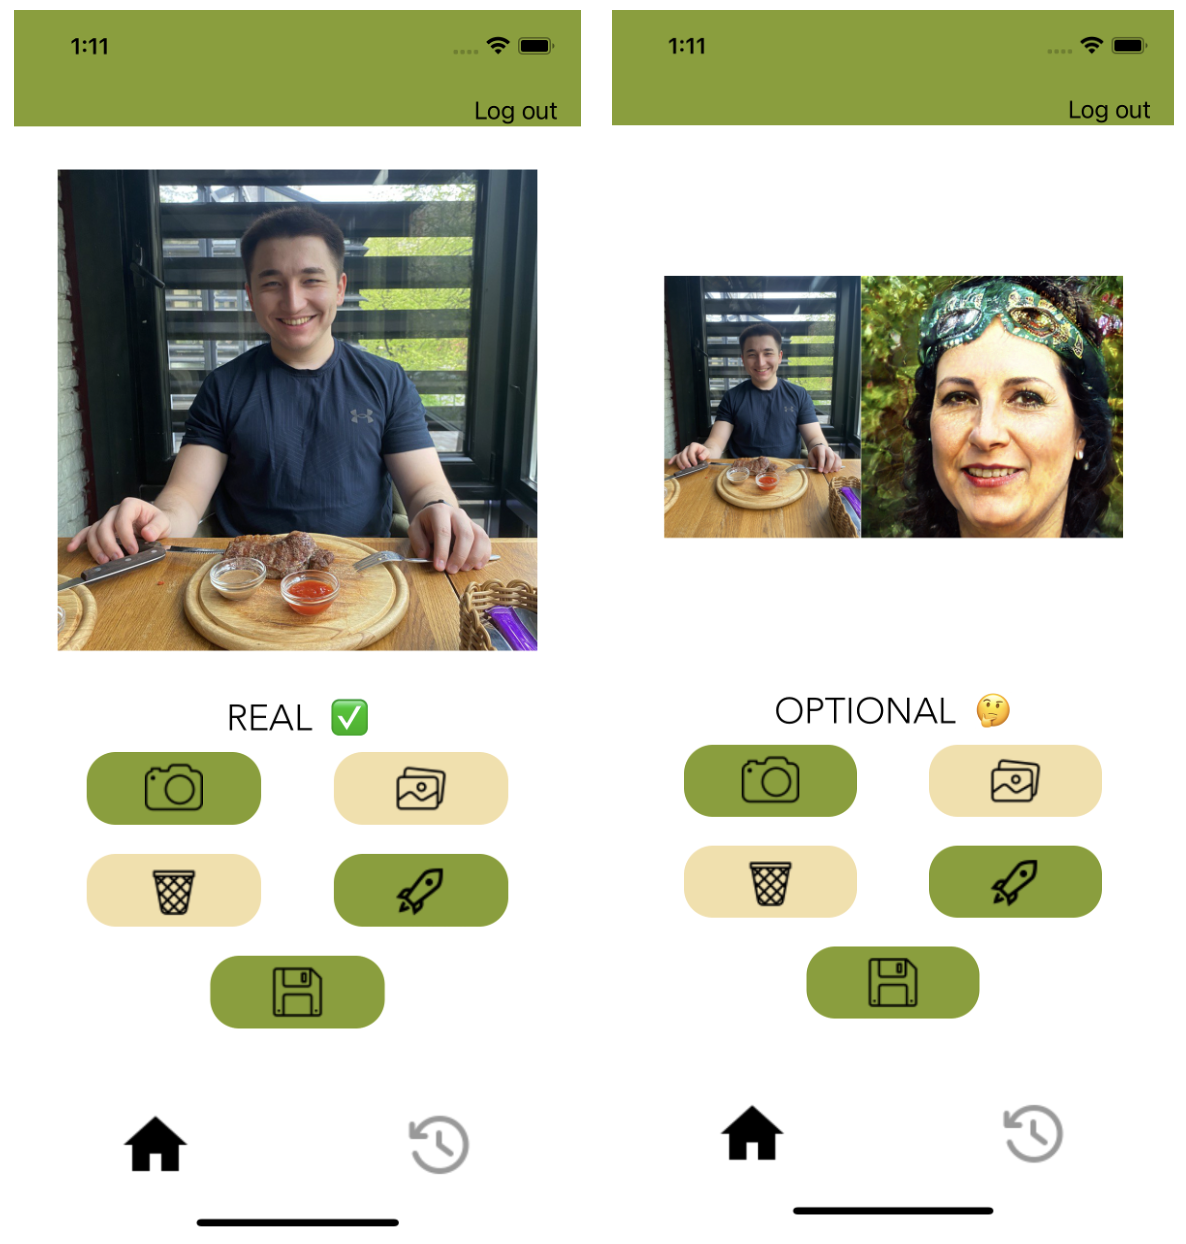 1:11
Log out
REAL ✅
1:11
Log out
OPTIONAL 🤔